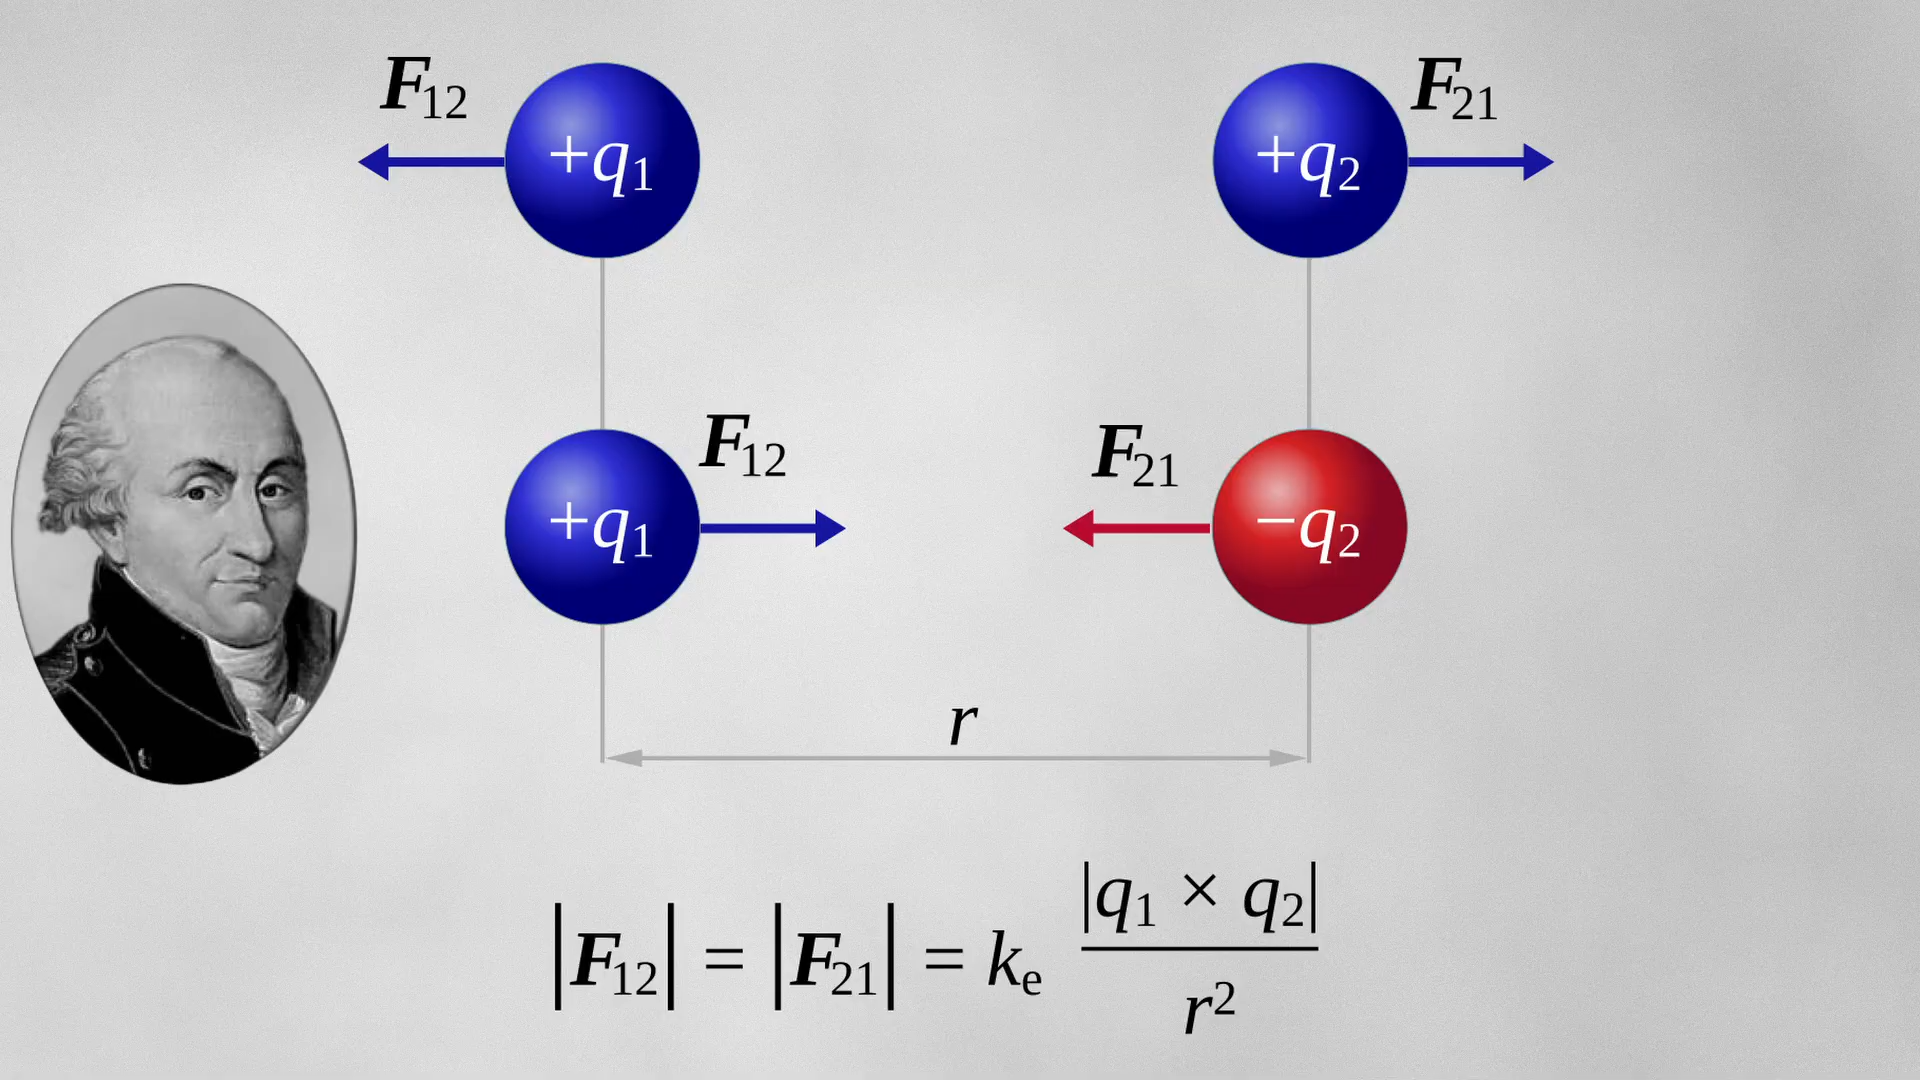 F₁₂ F₂₁
+q₁ +q₂
F₁₂ F₂₁
+q₁ −q₂
r
|F₁₂| = |F₂₁| = kₑ |q₁ × q₂| / r²